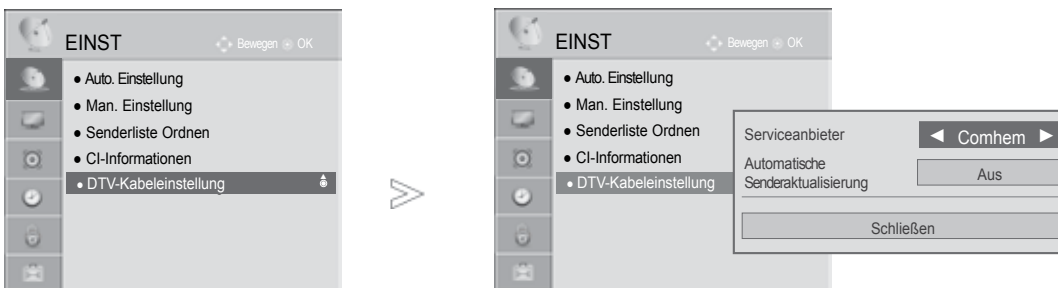 EINST
Bewegen OK
● Auto. Einstellung
● Man. Einstellung
● Senderliste Ordnen
● CI-Informationen
● DTV-Kabeleinstellung
EINST
Bewegen OK
● Auto. Einstellung
● Man. Einstellung
● Senderliste Ordnen
● CI-Informationen
● DTV-Kabeleinstellung
Serviceanbieter ◄ Comhem ►
Automatische
Senderaktualisierung
Aus
Schließen